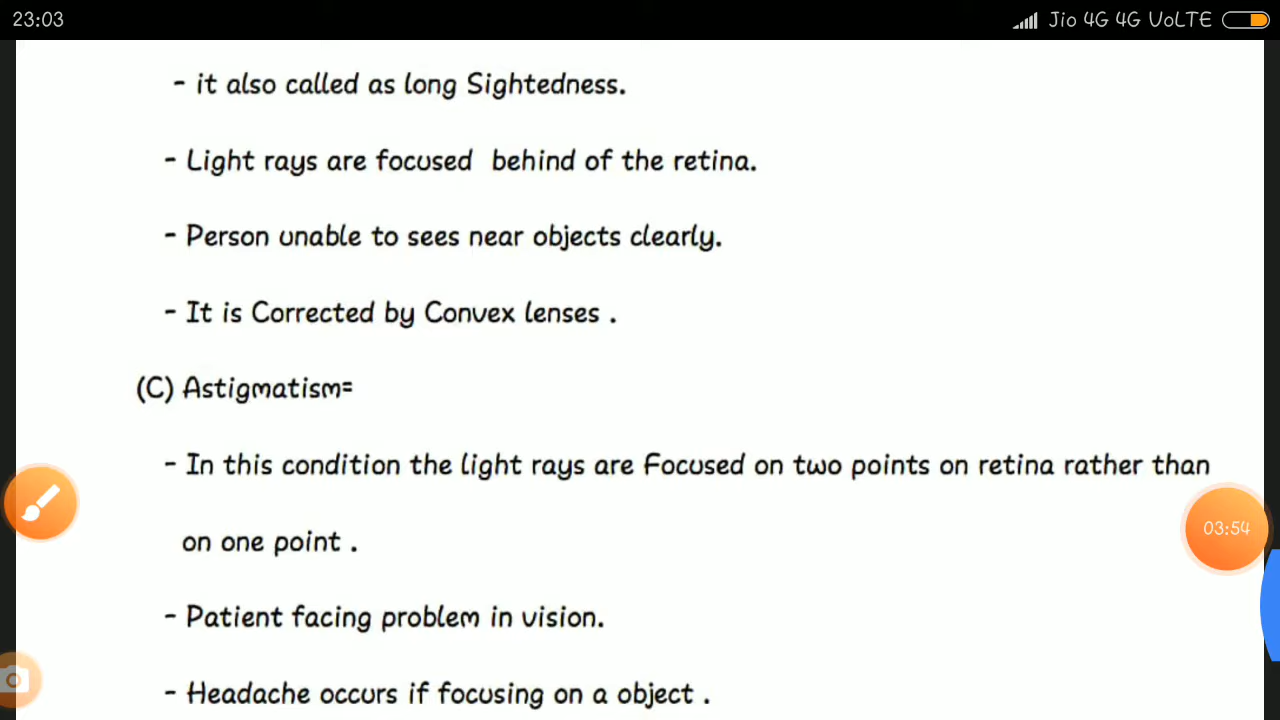 23:03 Jio 4G 4G VoLTE
- it also called as long Sightedness.
- Light rays are focused behind of the retina.
- Person unable to sees near objects clearly.
- It is Corrected by Convex lenses .
(C) Astigmatism=
- In this condition the light rays are Focused on two points on retina rather than
on one point .
03:54
- Patient facing problem in vision.
- Headache occurs if focusing on a object .